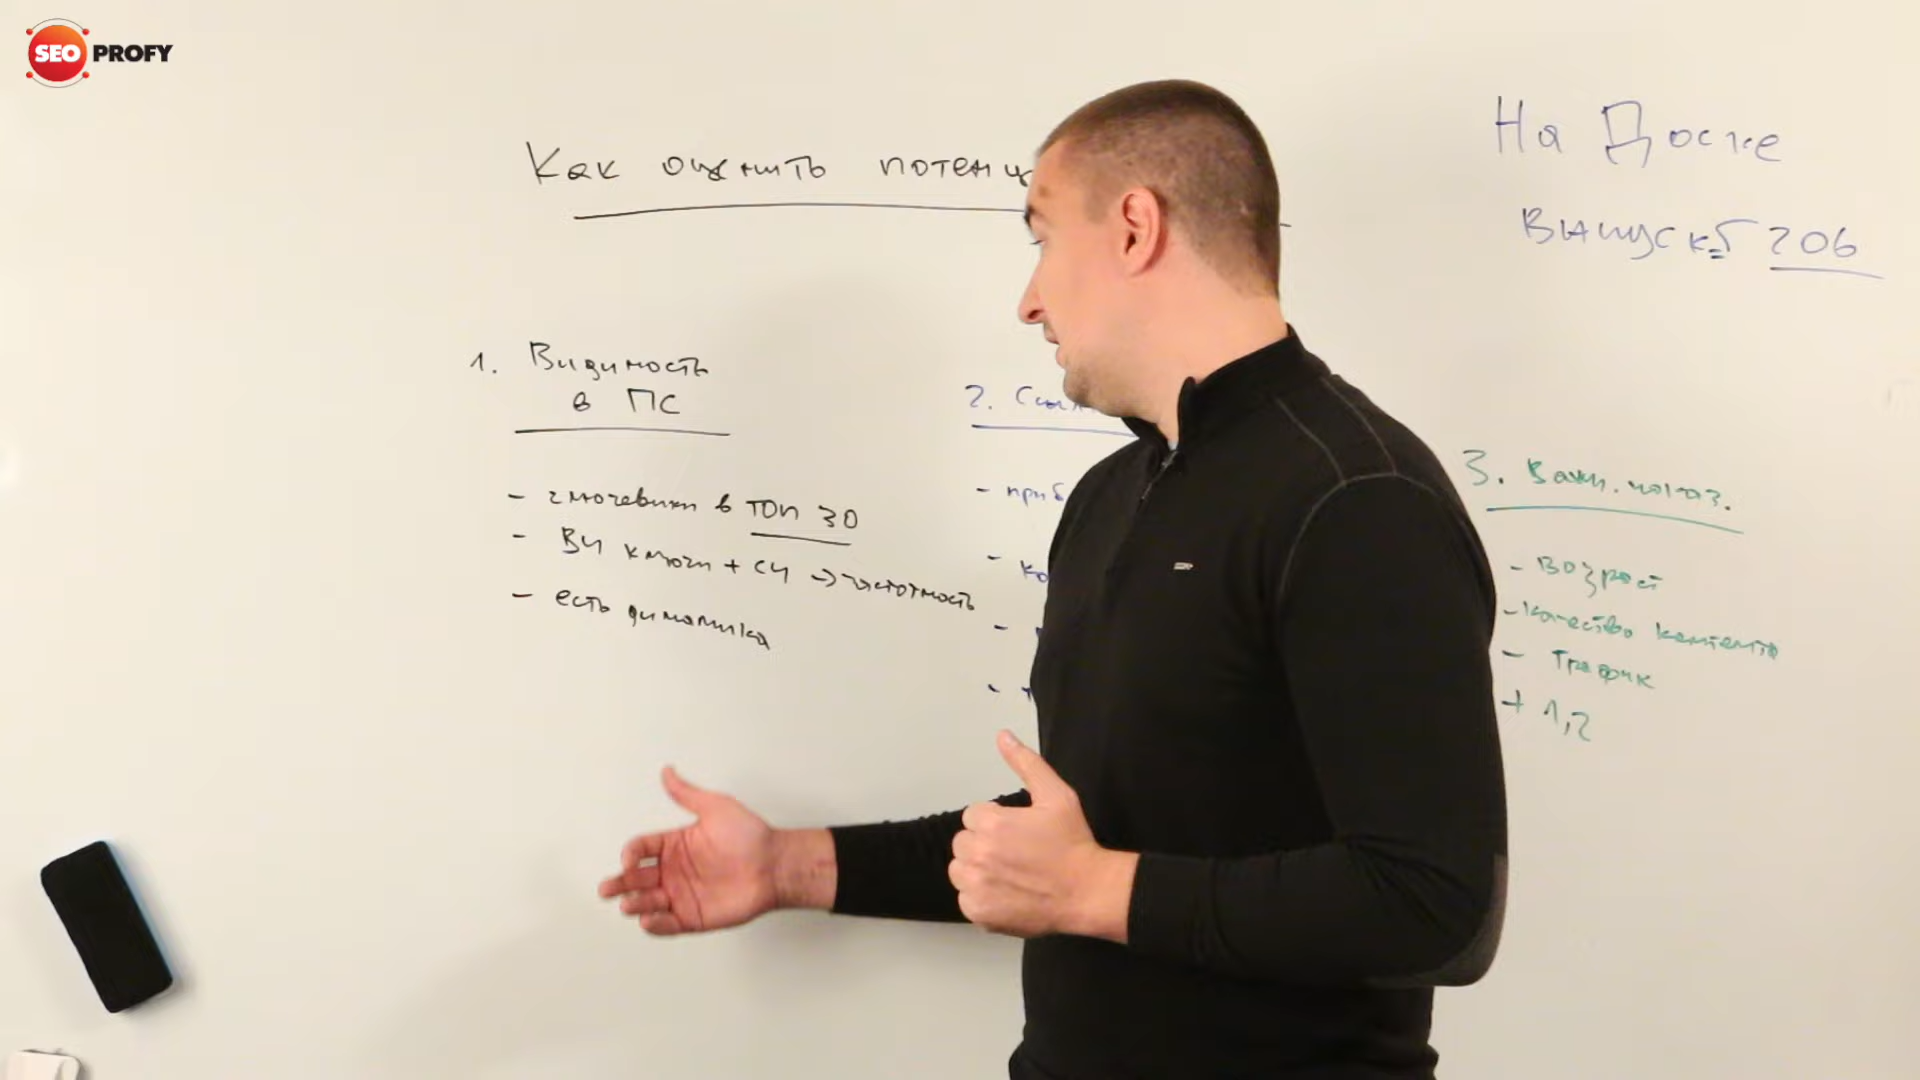 SEO PROFY
На Доске
Выпуск 206
Как оценить потенц
1. Видимость
в ПС
- ключевики в ТОП 30
- ВЧ ключи + СЧ → частотность
- есть динамика
2.
- приб
- ко
3. Важн. показ.
- Возраст
- качество контента
- Трафик
+ 1,2